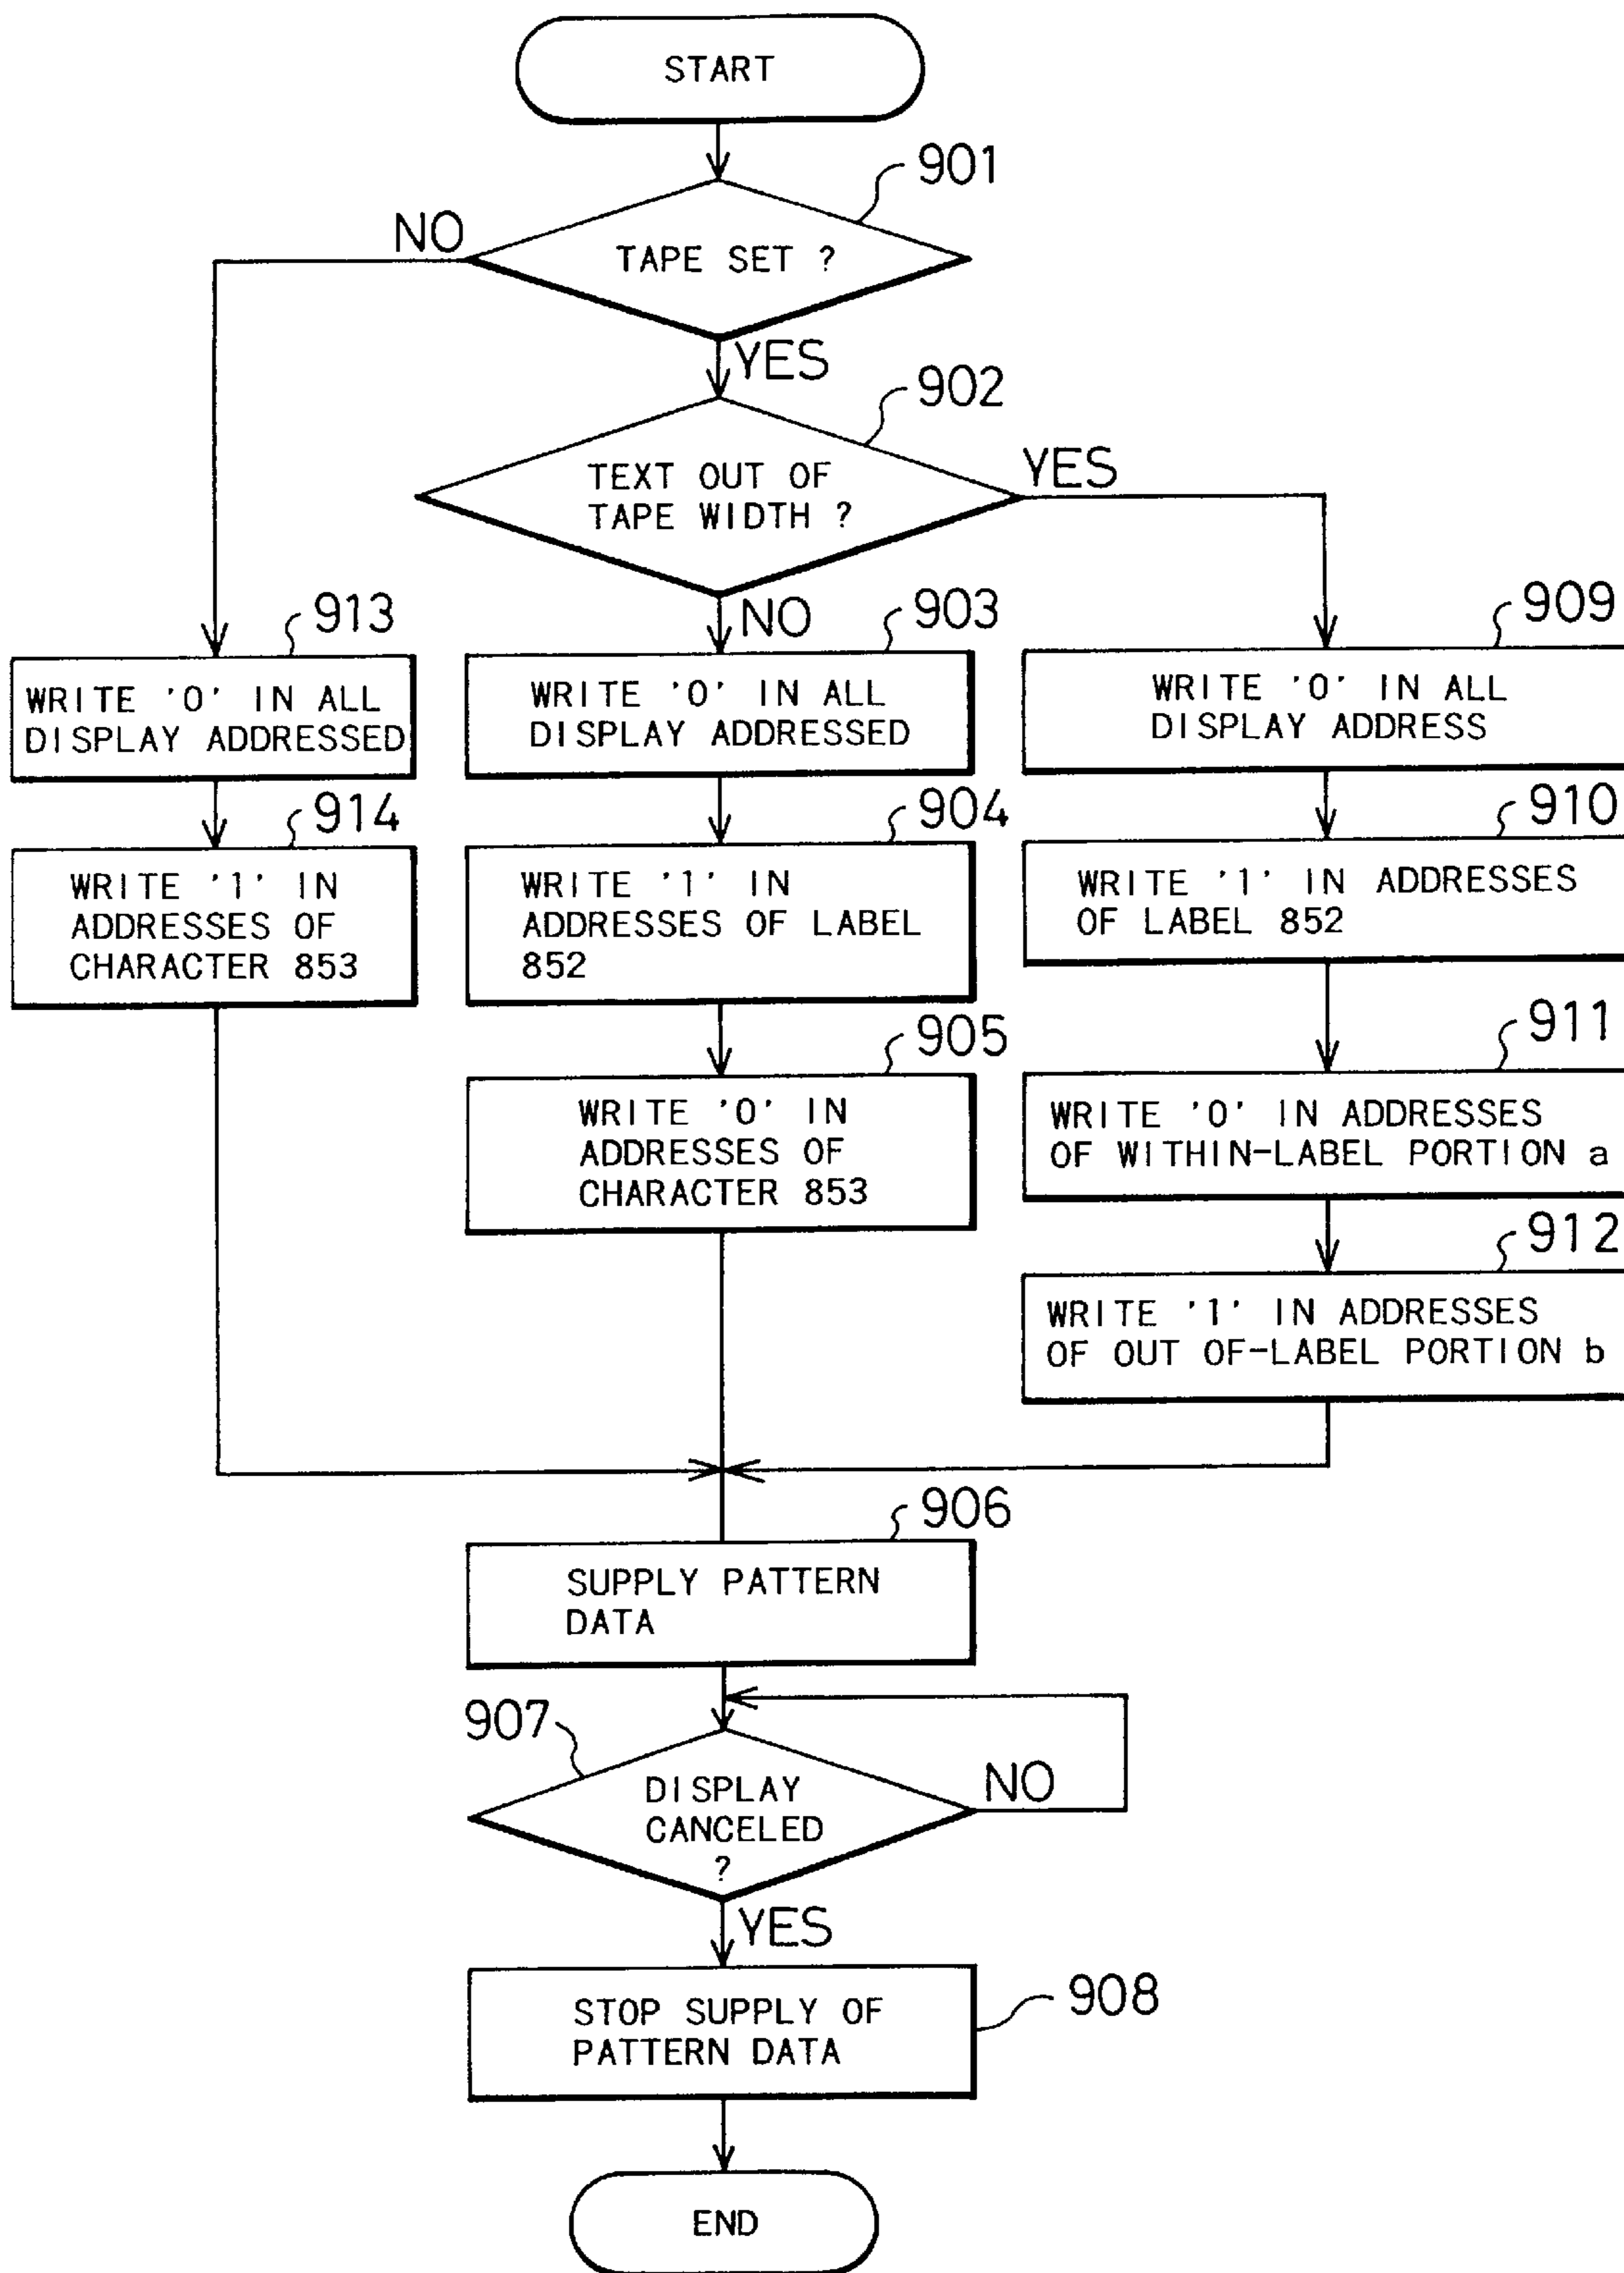 START
901
NO
TAPE SET ?
YES
902
TEXT OUT OF
TAPE WIDTH ?
YES
NO
913
WRITE '0' IN ALL
DISPLAY ADDRESSED
903
WRITE '0' IN ALL
DISPLAY ADDRESSED
909
WRITE '0' IN ALL
DISPLAY ADDRESS
914
WRITE '1' IN
ADDRESSES OF
CHARACTER 853
904
WRITE '1' IN
ADDRESSES OF LABEL
852
910
WRITE '1' IN ADDRESSES
OF LABEL 852
905
WRITE '0' IN
ADDRESSES OF
CHARACTER 853
911
WRITE '0' IN ADDRESSES
OF WITHIN-LABEL PORTION a
912
WRITE '1' IN ADDRESSES
OF OUT OF-LABEL PORTION b
906
SUPPLY PATTERN
DATA
907
DISPLAY
CANCELED
?
NO
YES
908
STOP SUPPLY OF
PATTERN DATA
END